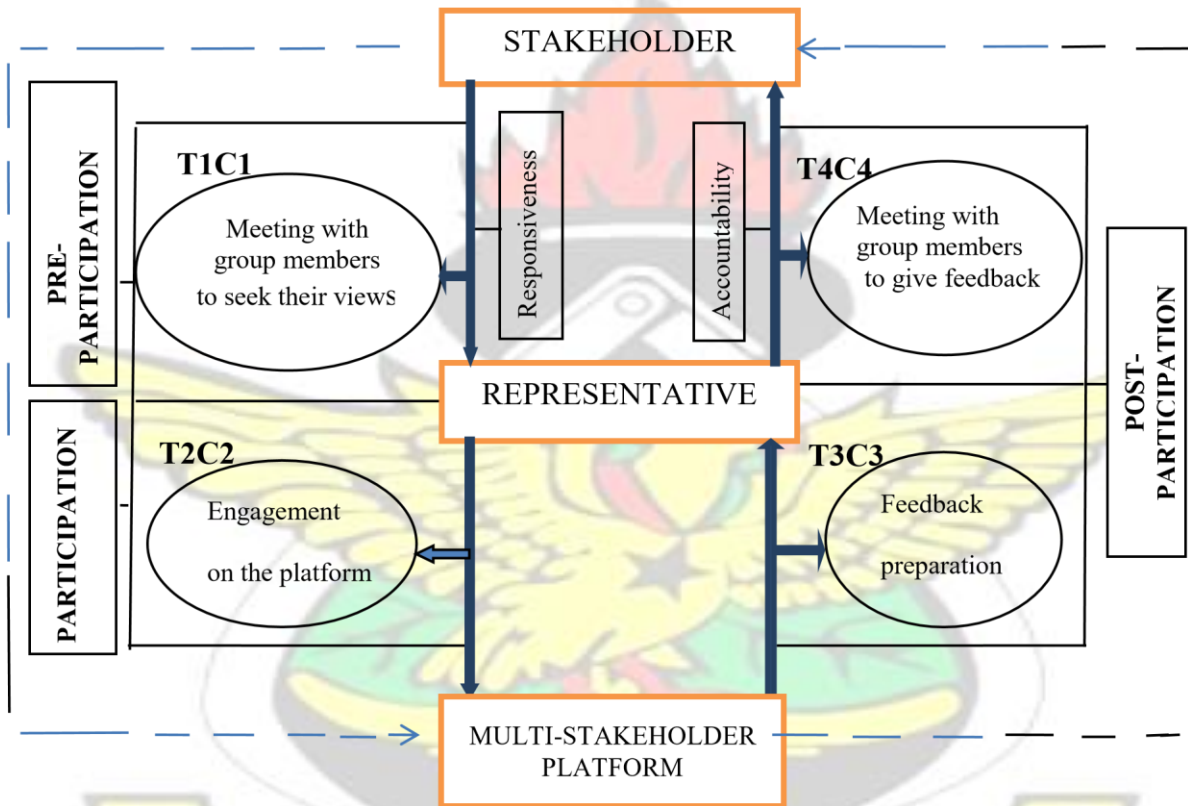 STAKEHOLDER
PRE-
PARTICIPATION
T1C1
Meeting with
group members
to seek their views
Responsiveness
Accountability
T4C4
Meeting with
group members
to give feedback
REPRESENTATIVE
POST-
PARTICIPATION
PARTICIPATION
T2C2
Engagement
on the platform
T3C3
Feedback
preparation
MULTI-STAKEHOLDER
PLATFORM